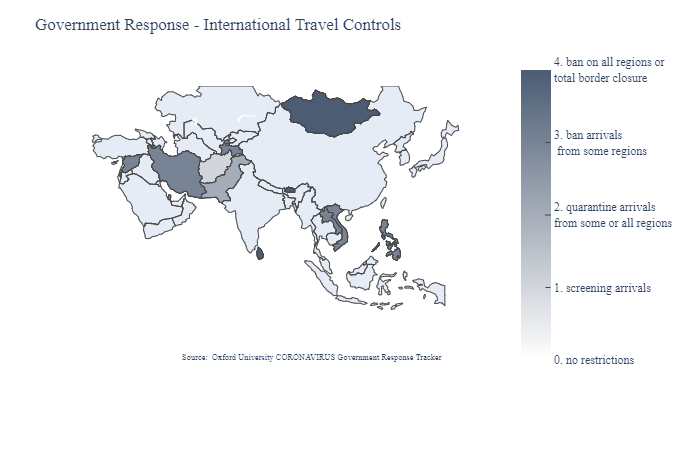 Government Response - International Travel Controls
4. ban on all regions or
total border closure
3. ban arrivals
from some regions
2. quarantine arrivals
from some or all regions
1. screening arrivals
0. no restrictions
Source: Oxford University CORONAVIRUS Government Response Tracker